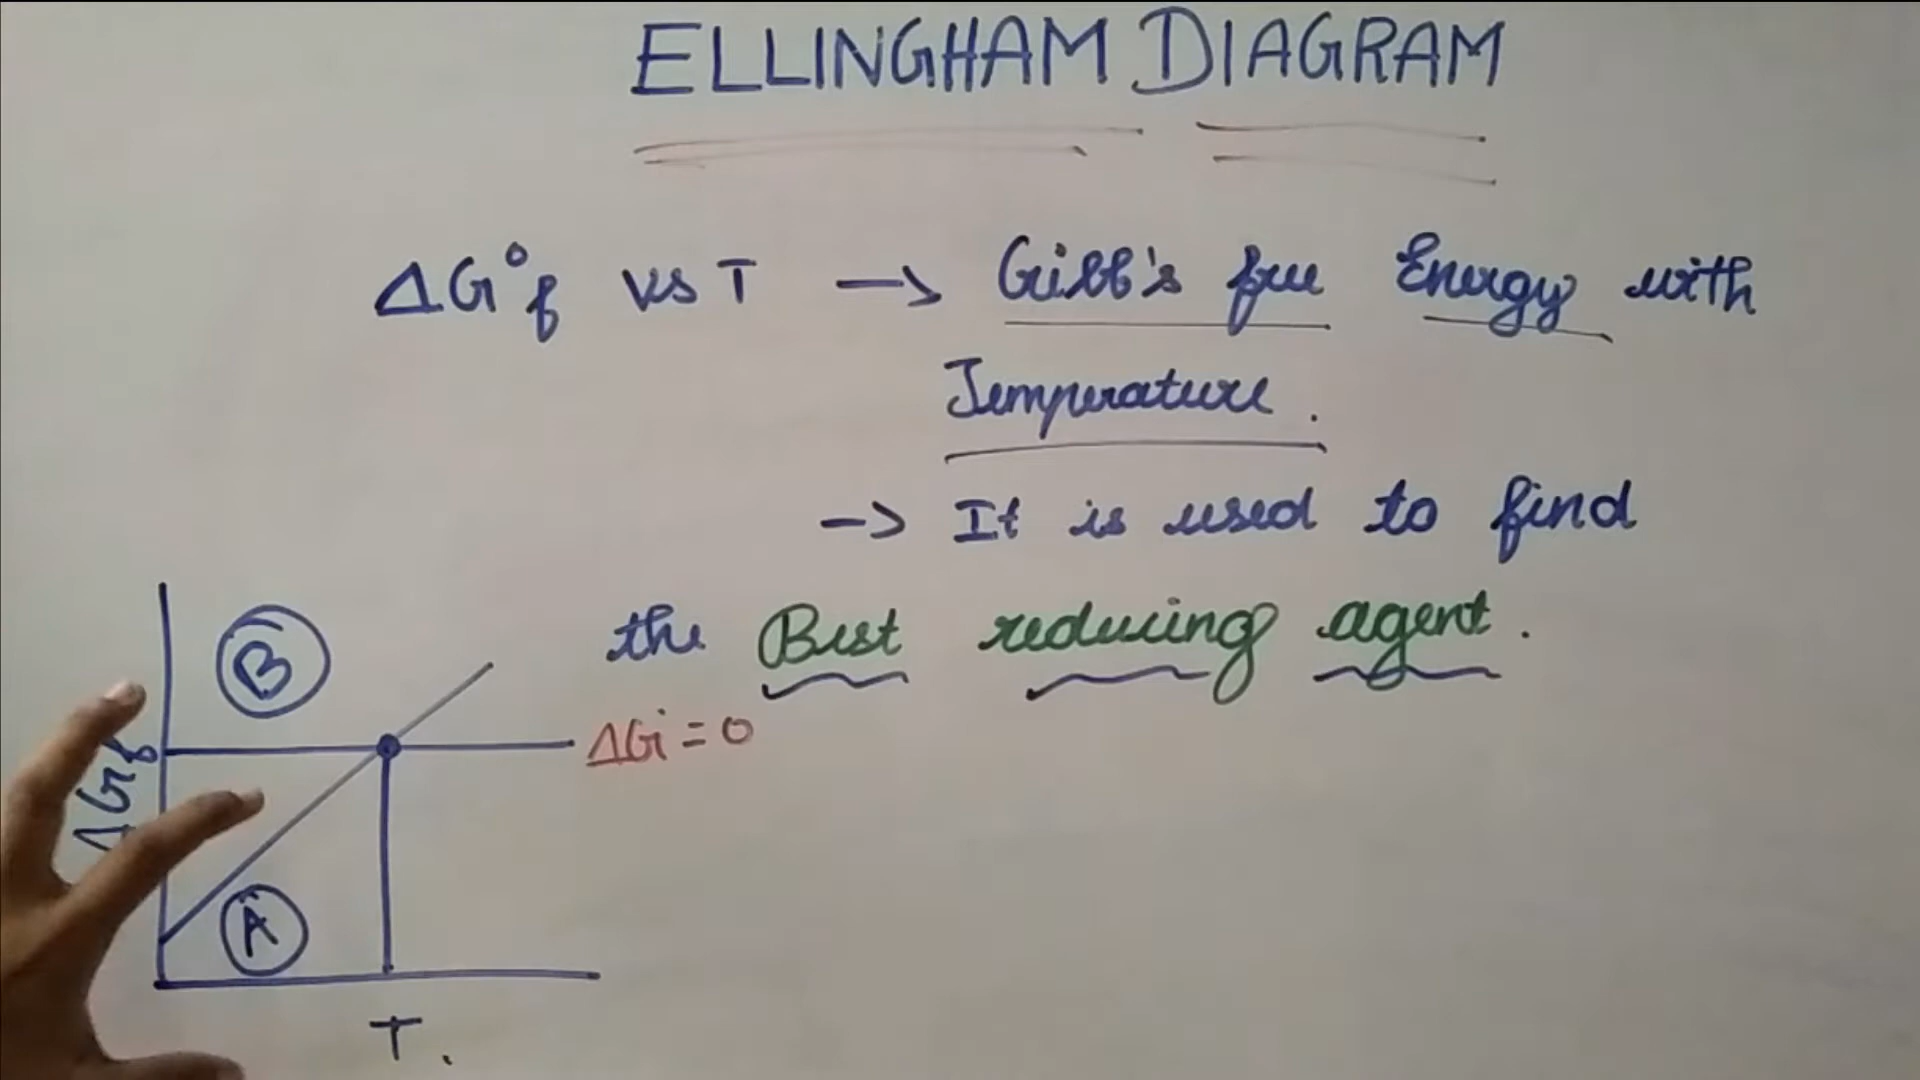 ELLINGHAM DIAGRAM
ΔG°f vs T → Gibb's free Energy with
Temperature.
→ It is used to find
the Best reducing agent.
B
ΔG = 0
ΔGf
A
T.